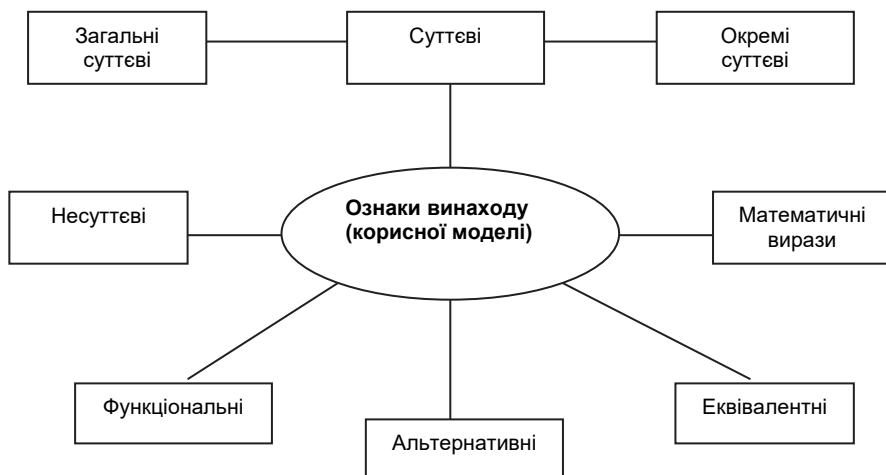 Загальні
суттєві
Суттєві
Окремі
суттєві
Несуттєві
Ознаки винаходу
(корисної моделі)
Математичні
вирази
Функціональні
Альтернативні
Еквівалентні